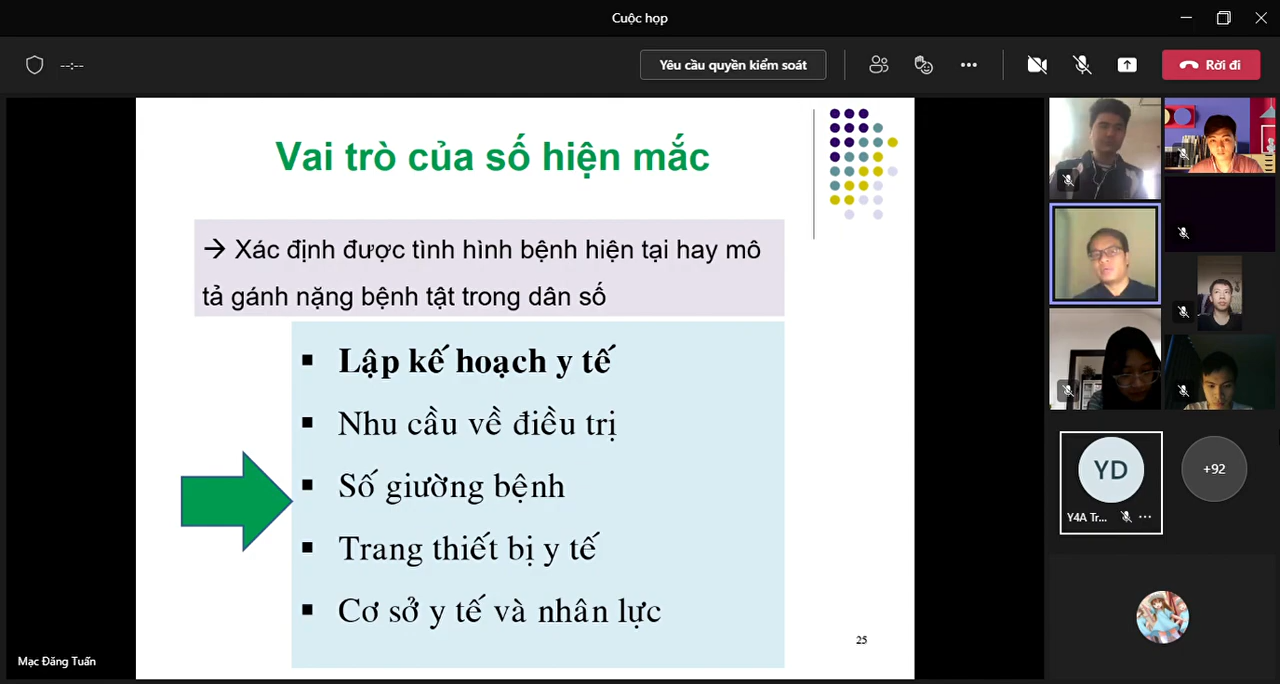 Cuộc họp
--:--
Yêu cầu quyền kiểm soát
Rời đi
Vai trò của số hiện mắc
→ Xác định được tình hình bệnh hiện tại hay mô
tả gánh nặng bệnh tật trong dân số
▪ Lập kế hoạch y tế
▪ Nhu cầu về điều trị
▪ Số giường bệnh
▪ Trang thiết bị y tế
▪ Cơ sở y tế và nhân lực
25
Mạc Đăng Tuấn
YD
+92
Y4A Tr...